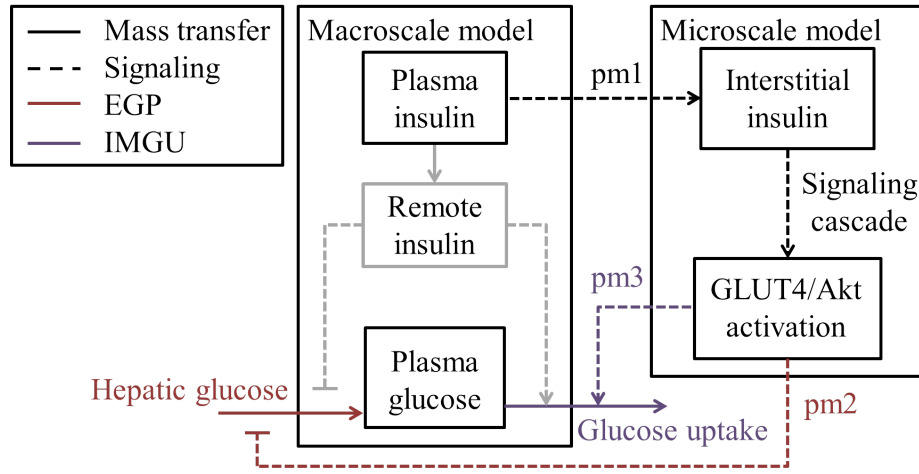 Mass transfer
Signaling
EGP
IMGU
Macroscale model
Plasma
insulin
Remote
insulin
Plasma
glucose
Hepatic glucose
Glucose uptake
pm1
pm3
pm2
Microscale model
Interstitial
insulin
Signaling
cascade
GLUT4/Akt
activation